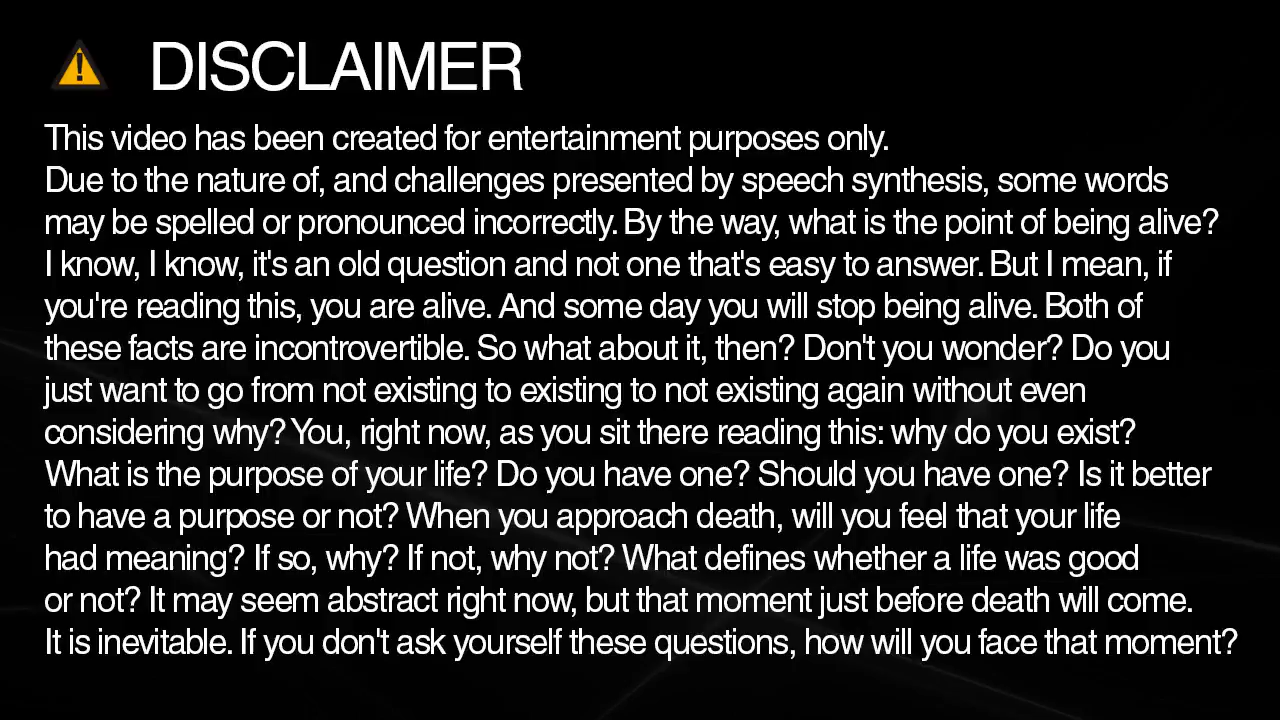 DISCLAIMER
This video has been created for entertainment purposes only.
Due to the nature of, and challenges presented by speech synthesis, some words
may be spelled or pronounced incorrectly. By the way, what is the point of being alive?
I know, I know, it's an old question and not one that's easy to answer. But I mean, if
you're reading this, you are alive. And some day you will stop being alive. Both of
these facts are incontrovertible. So what about it, then? Don't you wonder? Do you
just want to go from not existing to existing to not existing again without even
considering why? You, right now, as you sit there reading this: why do you exist?
What is the purpose of your life? Do you have one? Should you have one? Is it better
to have a purpose or not? When you approach death, will you feel that your life
had meaning? If so, why? If not, why not? What defines whether a life was good
or not? It may seem abstract right now, but that moment just before death will come.
It is inevitable. If you don't ask yourself these questions, how will you face that moment?